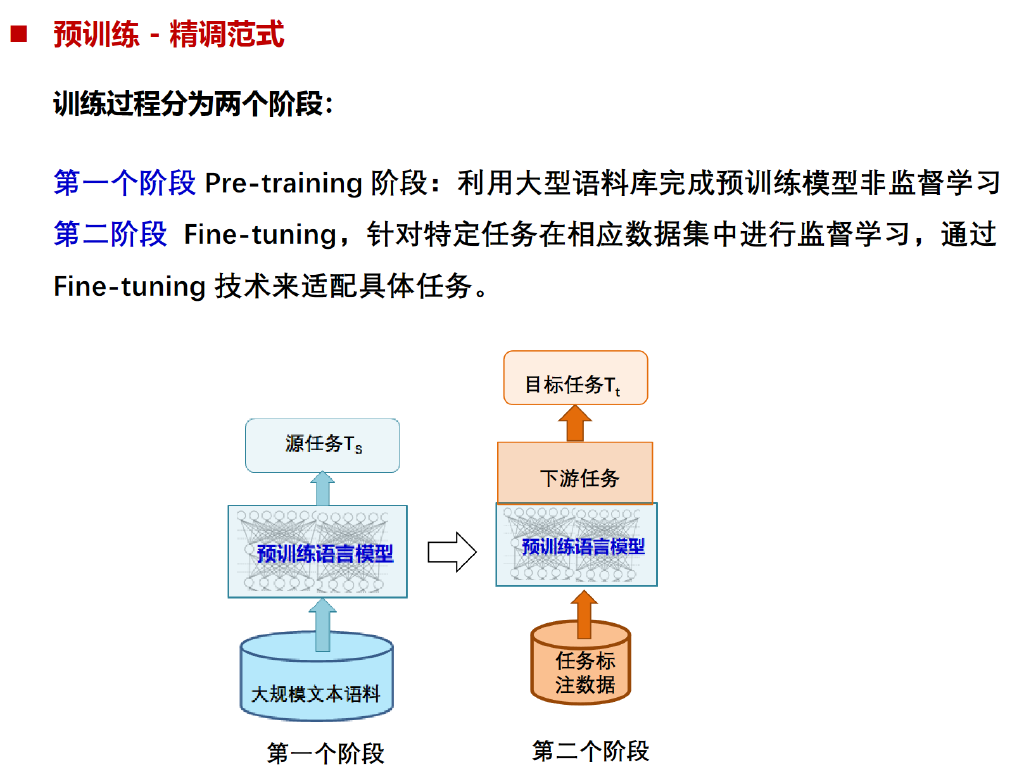 预训练 - 精调范式
训练过程分为两个阶段：
第一个阶段 Pre-training 阶段：利用大型语料库完成预训练模型非监督学习
第二阶段 Fine-tuning，针对特定任务在相应数据集中进行监督学习，通过
Fine-tuning 技术来适配具体任务。
目标任务Tt
源任务TS
下游任务
预训练语言模型
预训练语言模型
任务标
注数据
大规模文本语料
第一个阶段
第二个阶段